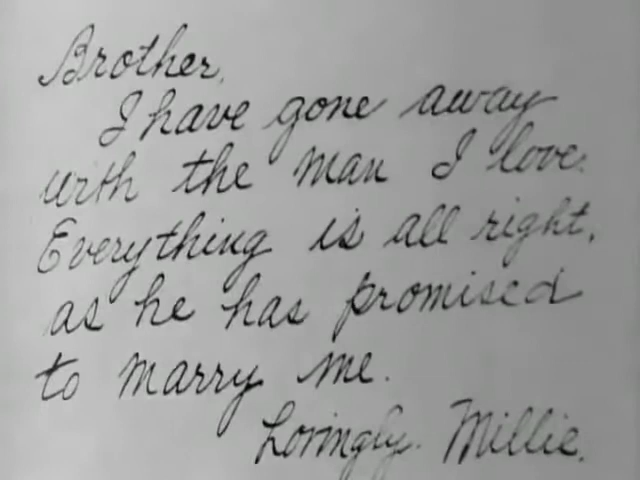 Brother,
I have gone away
with the man I love.
Everything is all right,
as he has promised
to marry me.
Lovingly. Millie.